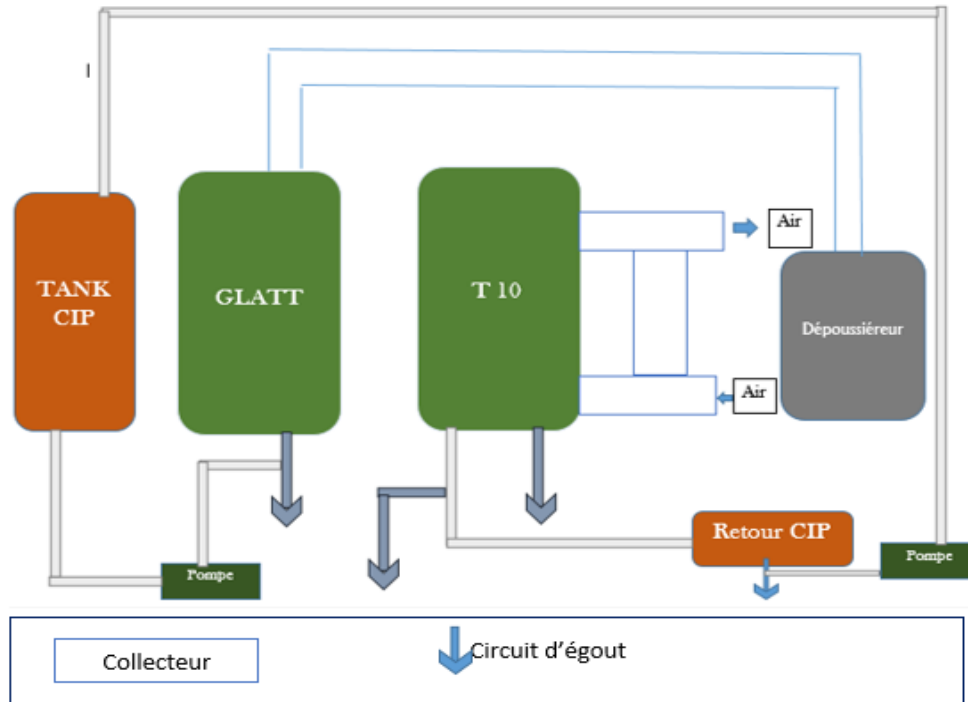 I
TANK
CIP
GLATT
T 10
Air
Air
Dépoussiéreur
Retour CIP
Pompe
Pompe
Collecteur
Circuit d'égout